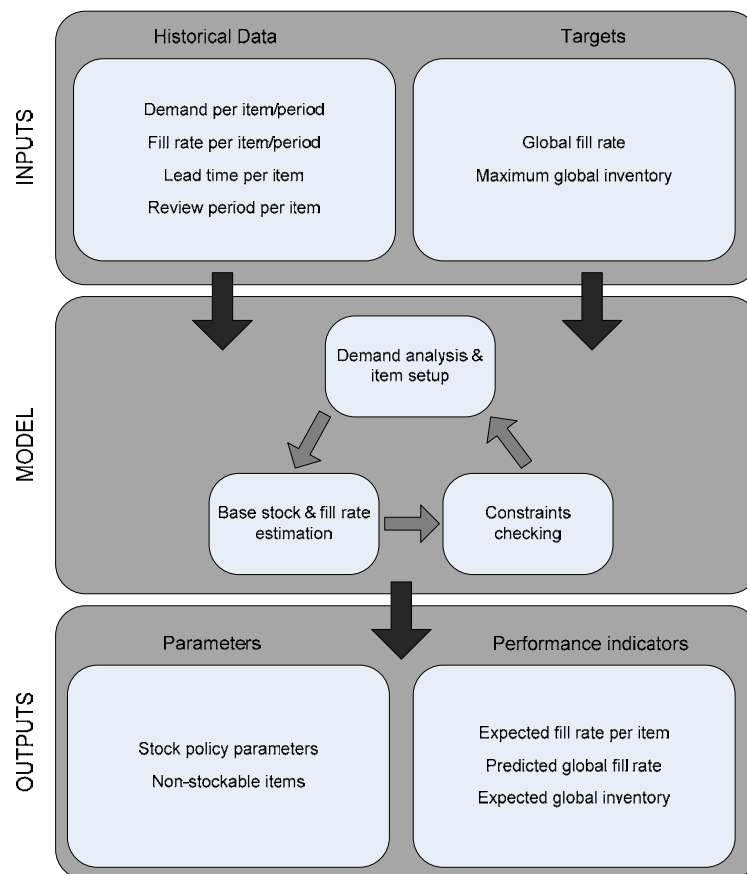 INPUTS
Historical Data
Demand per item/period
Fill rate per item/period
Lead time per item
Review period per item
Targets
Global fill rate
Maximum global inventory
MODEL
Demand analysis &
item setup
Base stock & fill rate
estimation
Constraints
checking
OUTPUTS
Parameters
Stock policy parameters
Non-stockable items
Performance indicators
Expected fill rate per item
Predicted global fill rate
Expected global inventory